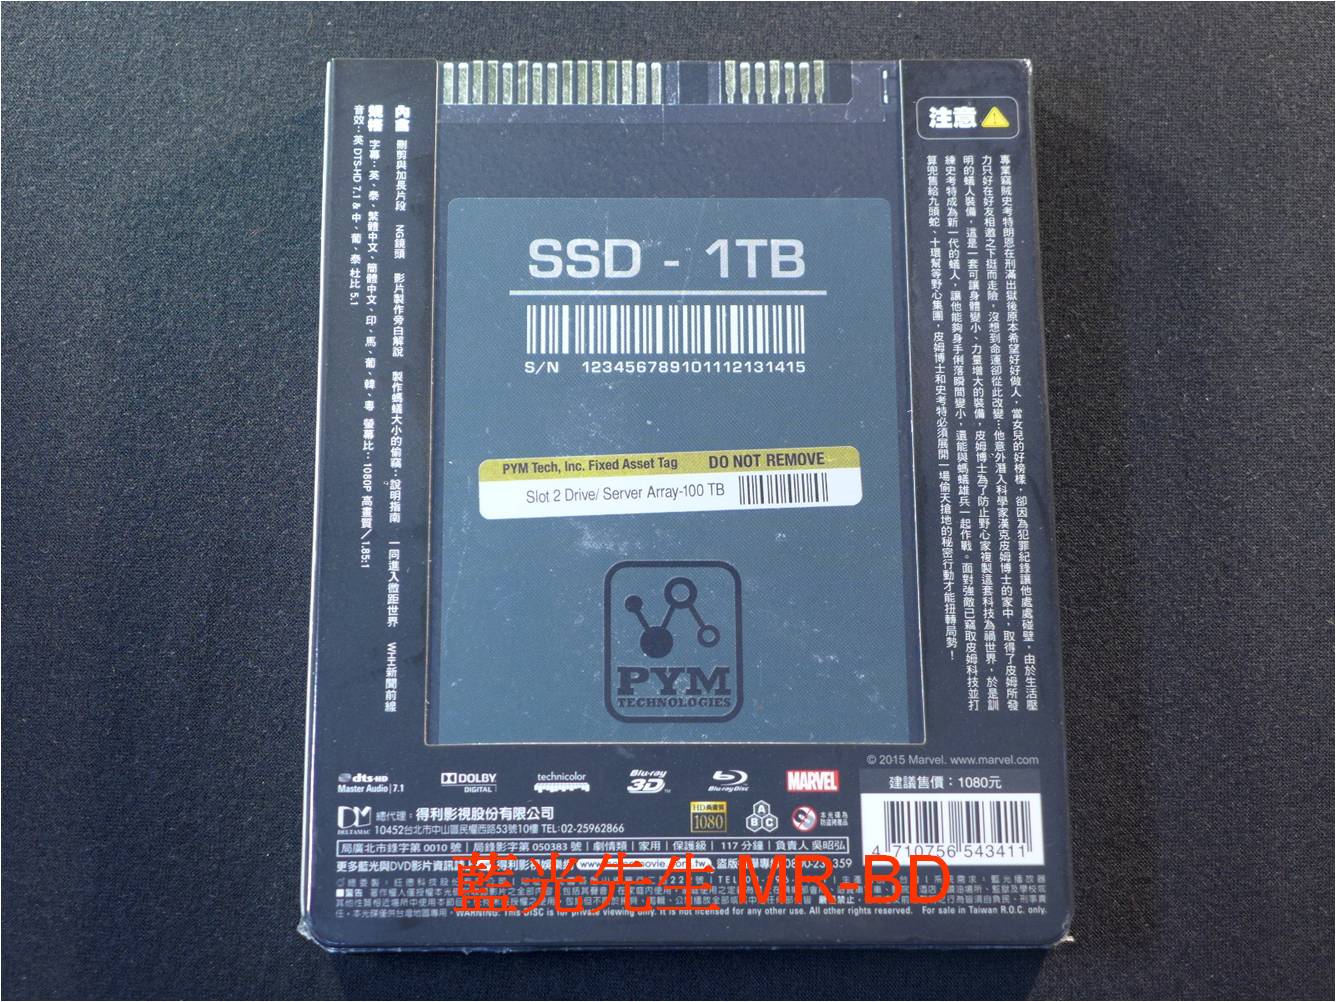 注意
專業竊賊史考特朗恩在刑滿出獄後原本希望好好做人，當女兒的好榜樣，卻因為犯罪紀錄讓他處處碰壁，由於生活壓
力只好在好友相邀之下挺而走險，沒想到命運卻從此改變…他意外潛入科學家漢克皮姆博士的家中，取得了皮姆所發
明的蟻人裝備，這是一套可讓身體變小、力量增大的裝備，皮姆博士為了防止野心家複製這套科技為禍世界，於是訓
練史考特成為新一代的蟻人，讓他能夠身手俐落瞬間變小，還能與螞蟻雄兵一起作戰。面對強敵已竊取皮姆科技並打
算兜售給九頭蛇、十環幫等野心集團，皮姆博士和史考特必須展開一場偷天搶地的秘密行動才能扭轉局勢！
SSD - 1TB
S/N 123456789101112131415
PYM Tech, Inc. Fixed Asset Tag DO NOT REMOVE
Slot 2 Drive/ Server Array-100 TB
PYM
TECHNOLOGIES
內含 刪剪與加長片段 NG鏡頭 影片製作旁白解說 製作螞蟻大小的偷竊：說明指南 一同進入微距世界 WHIH新聞前線
規格 字幕：英、泰、繁體中文、簡體中文、印、馬、葡、韓、粵 螢幕比：1080P 高畫質／1.85:1
音效：英 DTS-HD 7.1 & 中、葡、泰 杜比 5.1
© 2015 Marvel. www.marvel.com
dts-HD
Master Audio | 7.1
DOLBY
DIGITAL
technicolor
Blu-ray
3D
Blu-ray Disc
MARVEL
建議售價：1080元
DELTAMAC
總代理：得利影視股份有限公司
10452台北市中山區民權西路53號10樓 TEL:02-25962866
HD高畫質
1080
A B C
本光碟為
防盜拷產品
局廣北市錄字第 0010 號 | 局錄影字第 050383 號 | 劇情類 | 家用 | 保護級 | 117 分鐘 | 負責人 吳昭弘
4 710756 543411
更多藍光與DVD影片資訊
藍光先生 MR-BD
WARNING: This DISC is for private viewing only. It is not licensed for any other use. All other rights reserved. For sale in Taiwan R.O.C. only.